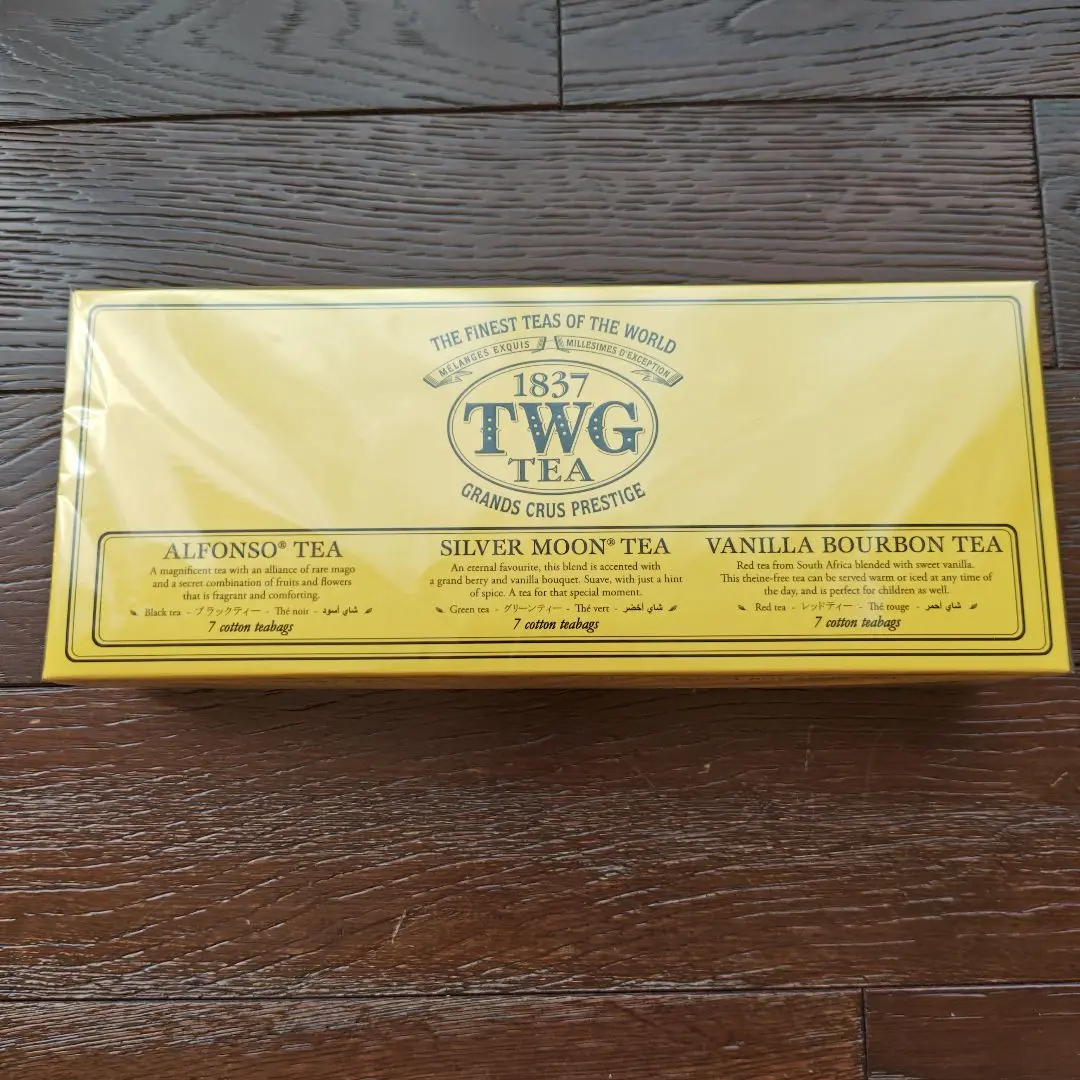 THE FINEST TEAS OF THE WORLD
MÉLANGES EXQUIS MILLÉSIMES D'EXCEPTION
1837
TWG
TEA
GRANDS CRUS PRESTIGE
ALFONSO® TEA
A magnificent tea with an alliance of rare mago
and a secret combination of fruits and flowers
that is fragrant and comforting.
Black tea - ブラックティー - Thé noir - شاي أسود
7 cotton teabags
SILVER MOON® TEA
An eternal favourite, this blend is accented with
a grand berry and vanilla bouquet. Suave, with just a hint
of spice. A tea for that special moment.
Green tea - グリーンティー - Thé vert - شاي أخضر
7 cotton teabags
VANILLA BOURBON TEA
Red tea from South Africa blended with sweet vanilla.
This theine-free tea can be served warm or iced at any time of
the day, and is perfect for children as well.
Red tea - レッドティー - Thé rouge - شاي أحمر
7 cotton teabags